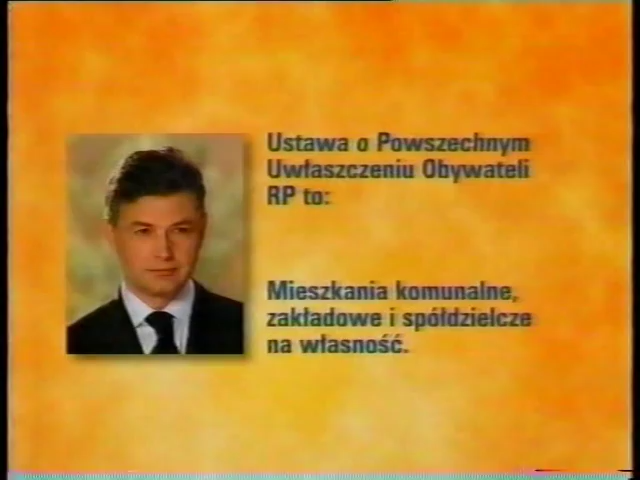 Ustawa o Powszechnym
Uwłaszczeniu Obywateli
RP to:
Mieszkania komunalne,
zakładowe i spółdzielcze
na własność.